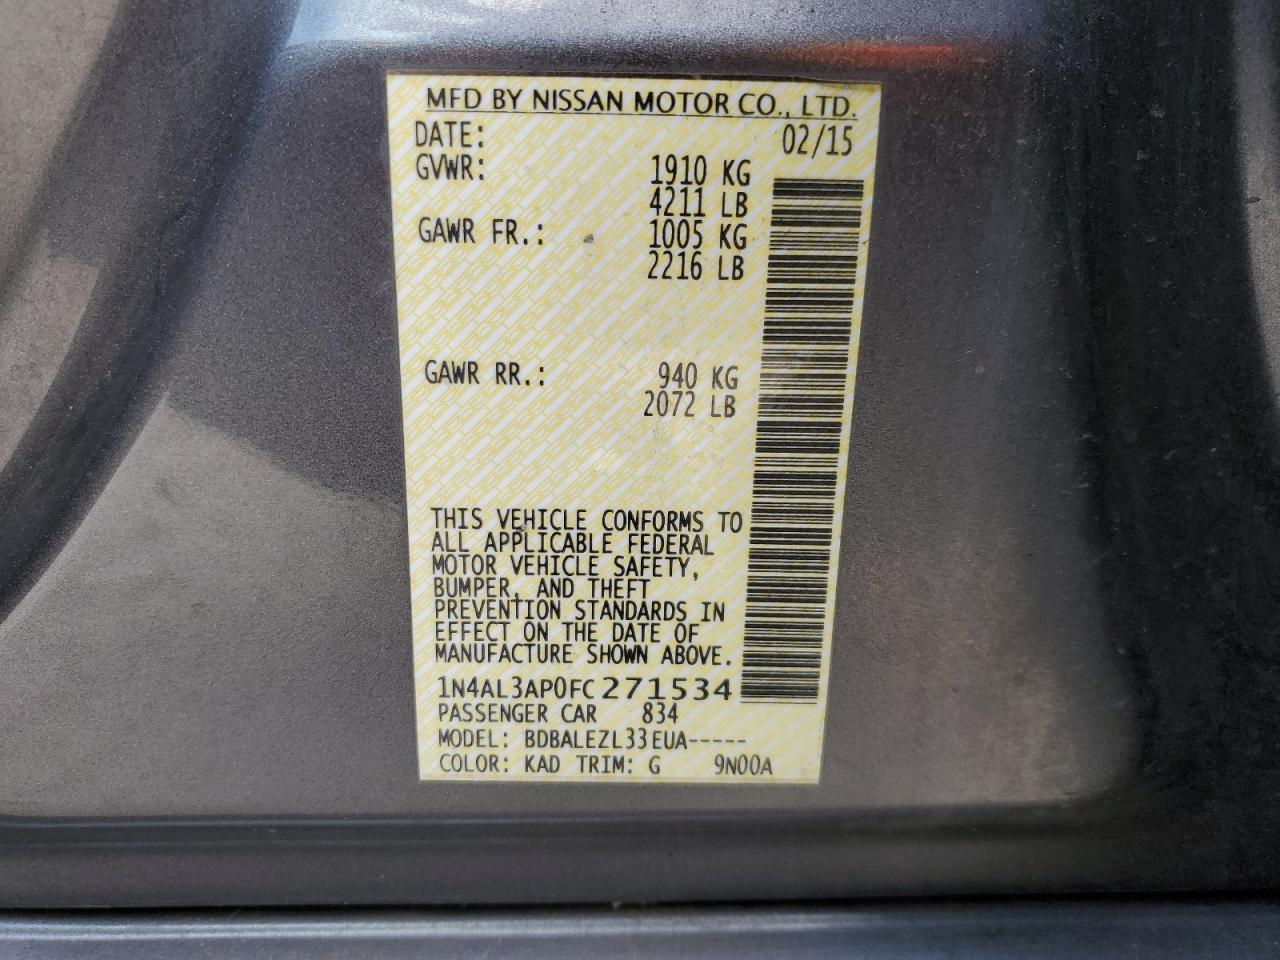 MFD BY NISSAN MOTOR CO., LTD.
DATE: 02/15
GVWR: 1910 KG
4211 LB
GAWR FR.: 1005 KG
2216 LB
GAWR RR.: 940 KG
2072 LB
THIS VEHICLE CONFORMS TO
ALL APPLICABLE FEDERAL
MOTOR VEHICLE SAFETY,
BUMPER, AND THEFT
PREVENTION STANDARDS IN
EFFECT ON THE DATE OF
MANUFACTURE SHOWN ABOVE.
1N4AL3AP0FC271534
PASSENGER CAR 834
MODEL: BDBALEZL33EUA-----
COLOR: KAD TRIM: G 9N00A